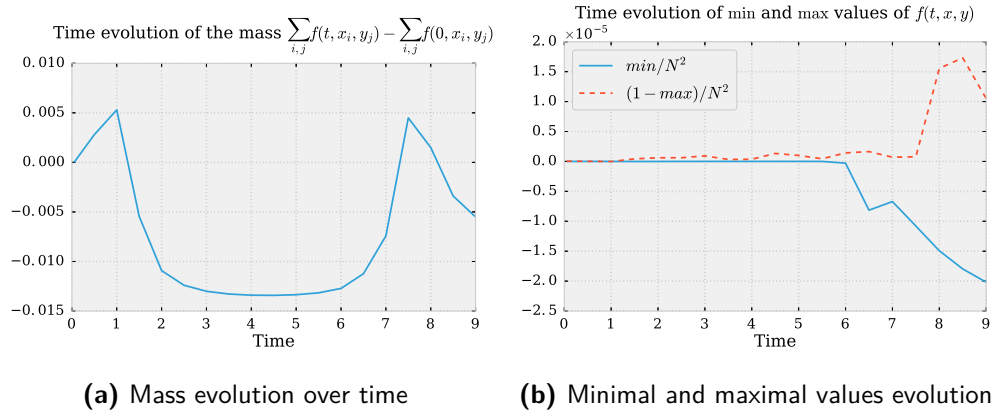 Time evolution of the mass ∑f(t, x_i, y_j) − ∑f(0, x_i, y_j)
i, j i, j
0.010
0.005
0.000
−0.005
−0.010
−0.015
0 1 2 3 4 5 6 7 8 9
Time
(a) Mass evolution over time
Time evolution of min and max values of f(t, x, y)
×10^−5
2.0
1.5
1.0
0.5
0.0
−0.5
−1.0
−1.5
−2.0
−2.5
min/N^2
(1 − max)/N^2
0 1 2 3 4 5 6 7 8 9
Time
(b) Minimal and maximal values evolution